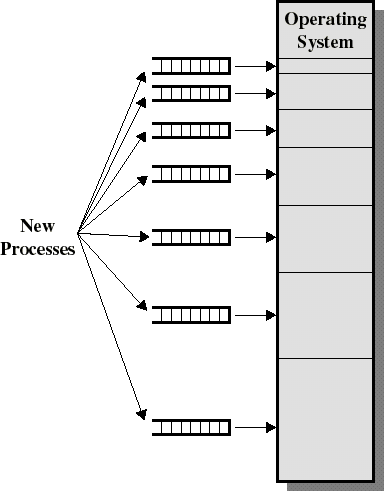 Operating
System
New
Processes